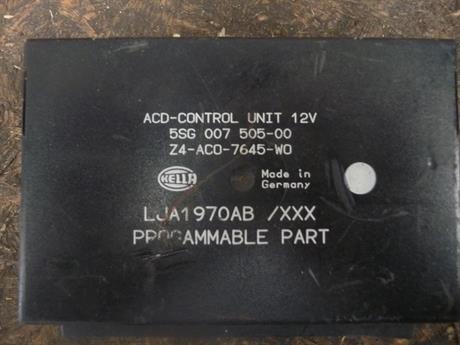 ACD-CONTROL UNIT 12V
5SG 007 505-00
Z4-ACO-7645-WO
HELLA
Made in
Germany
LJA1970AB /XXX
PROGAMMABLE PART